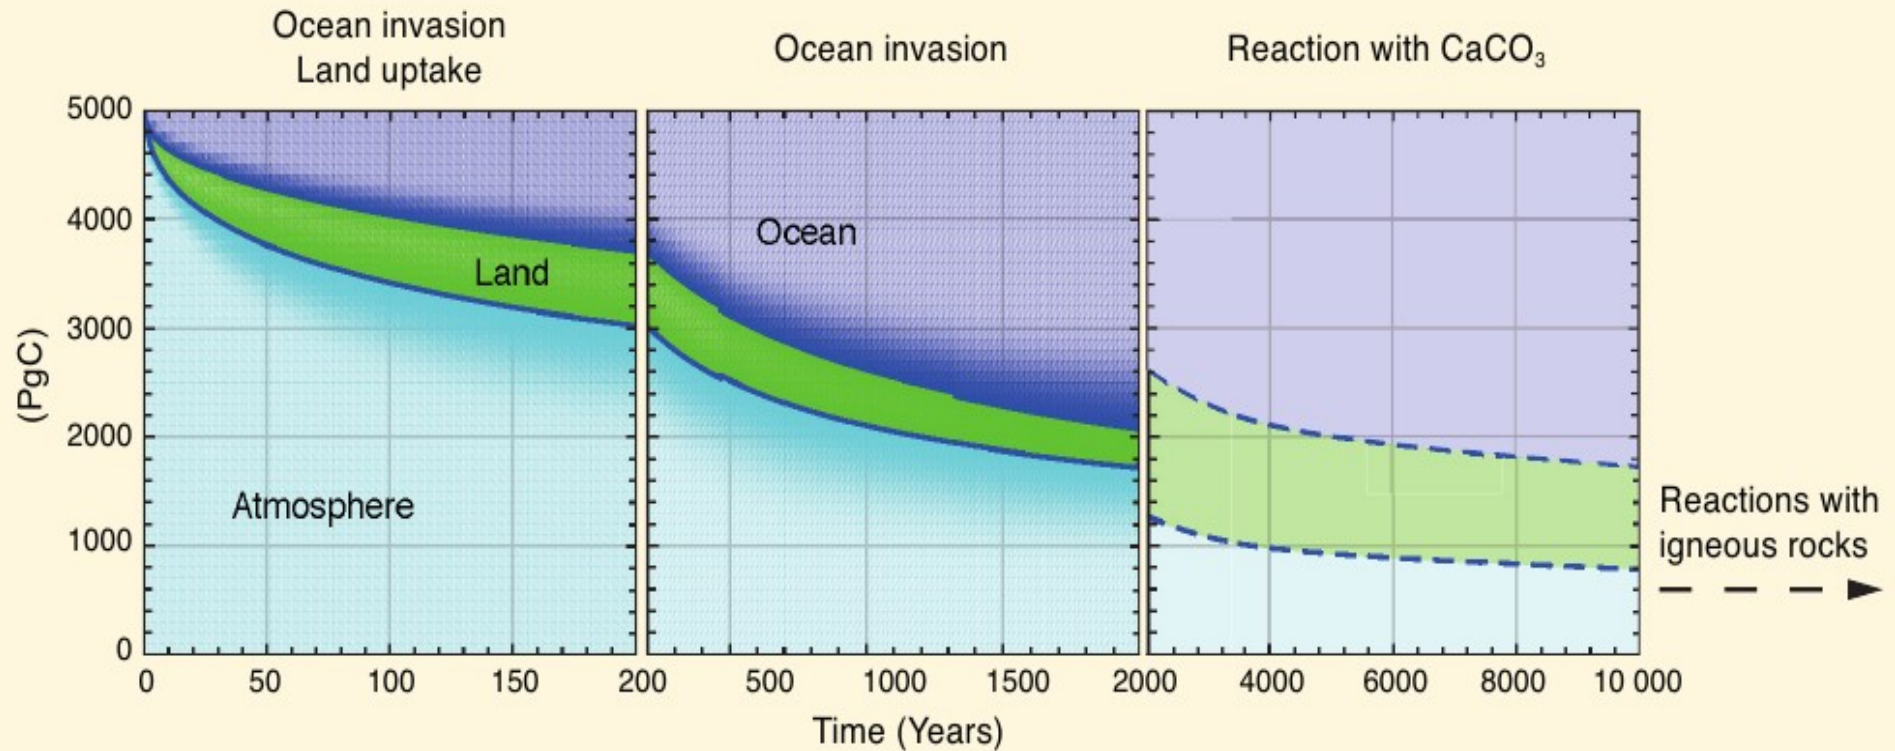 Ocean invasion
Land uptake
Ocean invasion
Reaction with CaCO₃
5000
4000
3000
2000
1000
0
(PgC)
Ocean
Land
Atmosphere
Reactions with
igneous rocks
0 50 100 150 200 500 1000 1500 2000 4000 6000 8000 10 000
Time (Years)